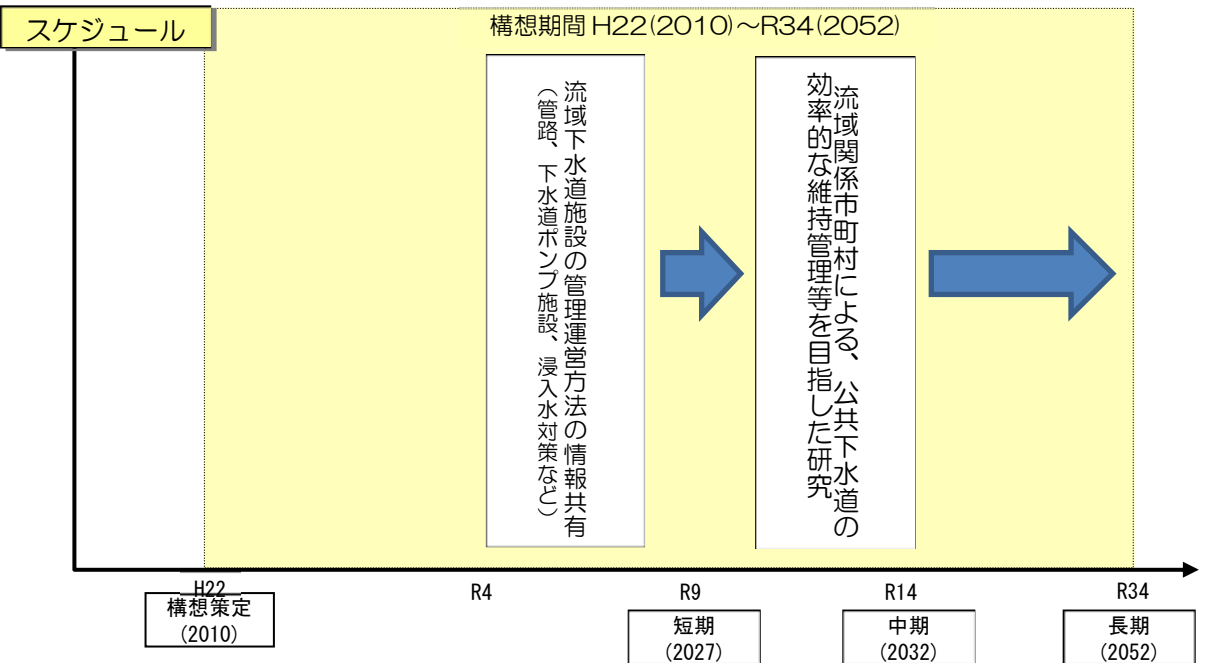 スケジュール
構想期間 H22(2010)～R34(2052)
流域下水道施設の管理運営方法の情報共有
（管路、下水道ポンプ施設、浸入水対策など）
流域関係市町村による、公共下水道の
効率的な維持管理等を目指した研究
H22
構想策定
(2010)
R4
R9
短期
(2027)
R14
中期
(2032)
R34
長期
(2052)